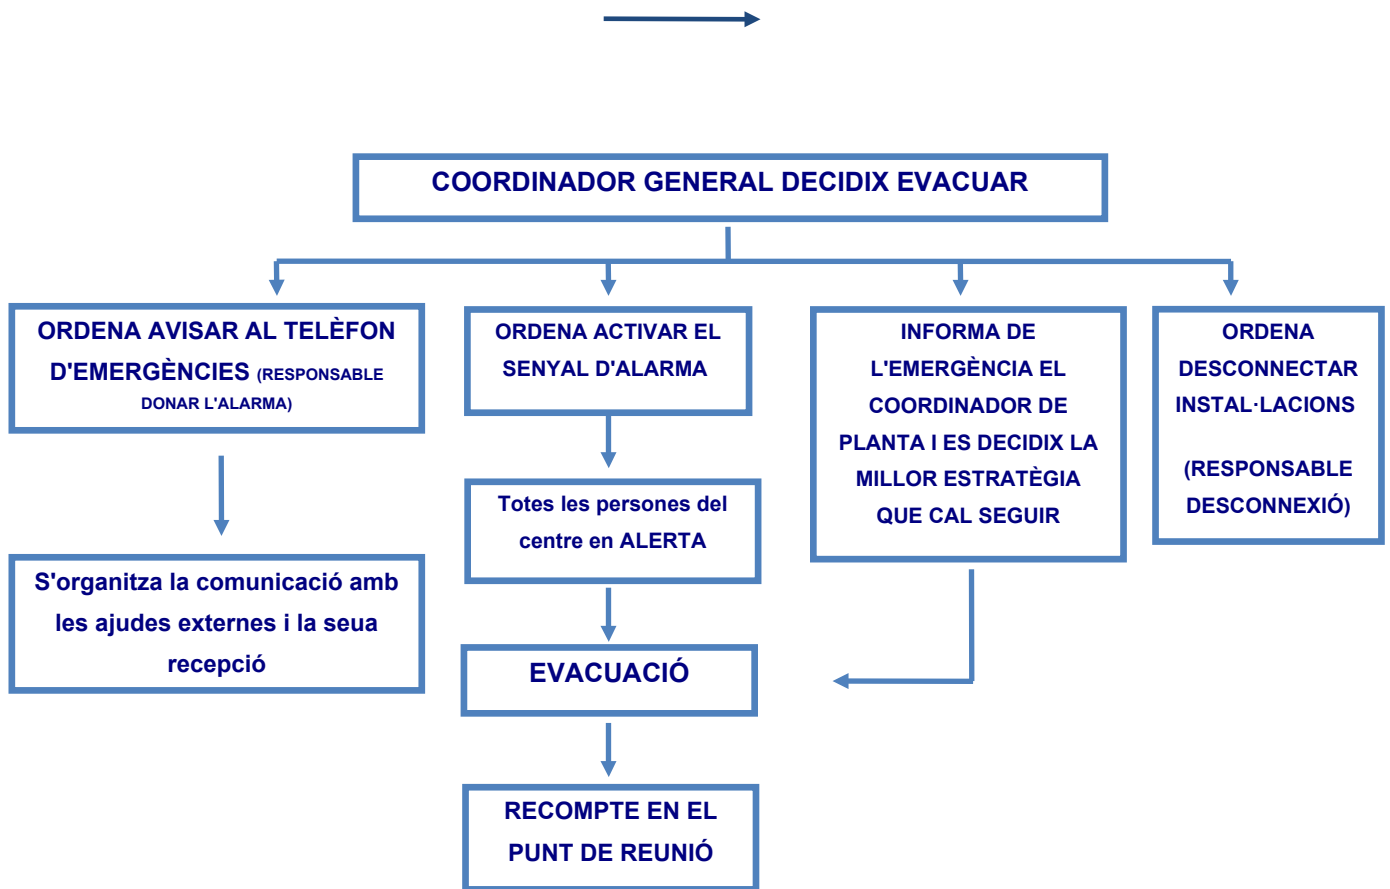 COORDINADOR GENERAL DECIDIX EVACUAR
ORDENA AVISAR AL TELÈFON
D'EMERGÈNCIES (RESPONSABLE
DONAR L'ALARMA)
S'organitza la comunicació amb
les ajudes externes i la seua
recepció
ORDENA ACTIVAR EL
SENYAL D'ALARMA
Totes les persones del
centre en ALERTA
EVACUACIÓ
RECOMPTE EN EL
PUNT DE REUNIÓ
INFORMA DE
L'EMERGÈNCIA EL
COORDINADOR DE
PLANTA I ES DECIDIX LA
MILLOR ESTRATÈGIA
QUE CAL SEGUIR
ORDENA
DESCONNECTAR
INSTAL·LACIONS
(RESPONSABLE
DESCONNEXIÓ)